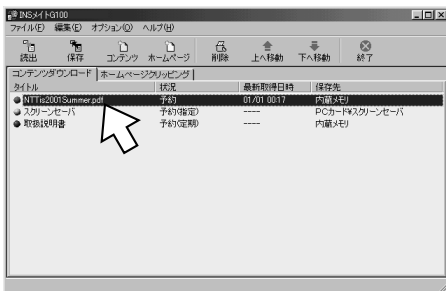 INSメイトG100
ファイル(F) 編集(E) オプション(O) ヘルプ(H)
読出 保存 コンテンツ ホームページ 削除 上へ移動 下へ移動 終了
コンテンツダウンロード ホームページクリッピング
タイトル 状況 最新取得日時 保存先
NTTis2001Summer.pdf 予約 01/01 00:17 内蔵メモリ
スクリーンセーバ 予約(指定) ---- PCカード¥スクリーンセーバ
取扱説明書 予約(定期) ---- 内蔵メモリ